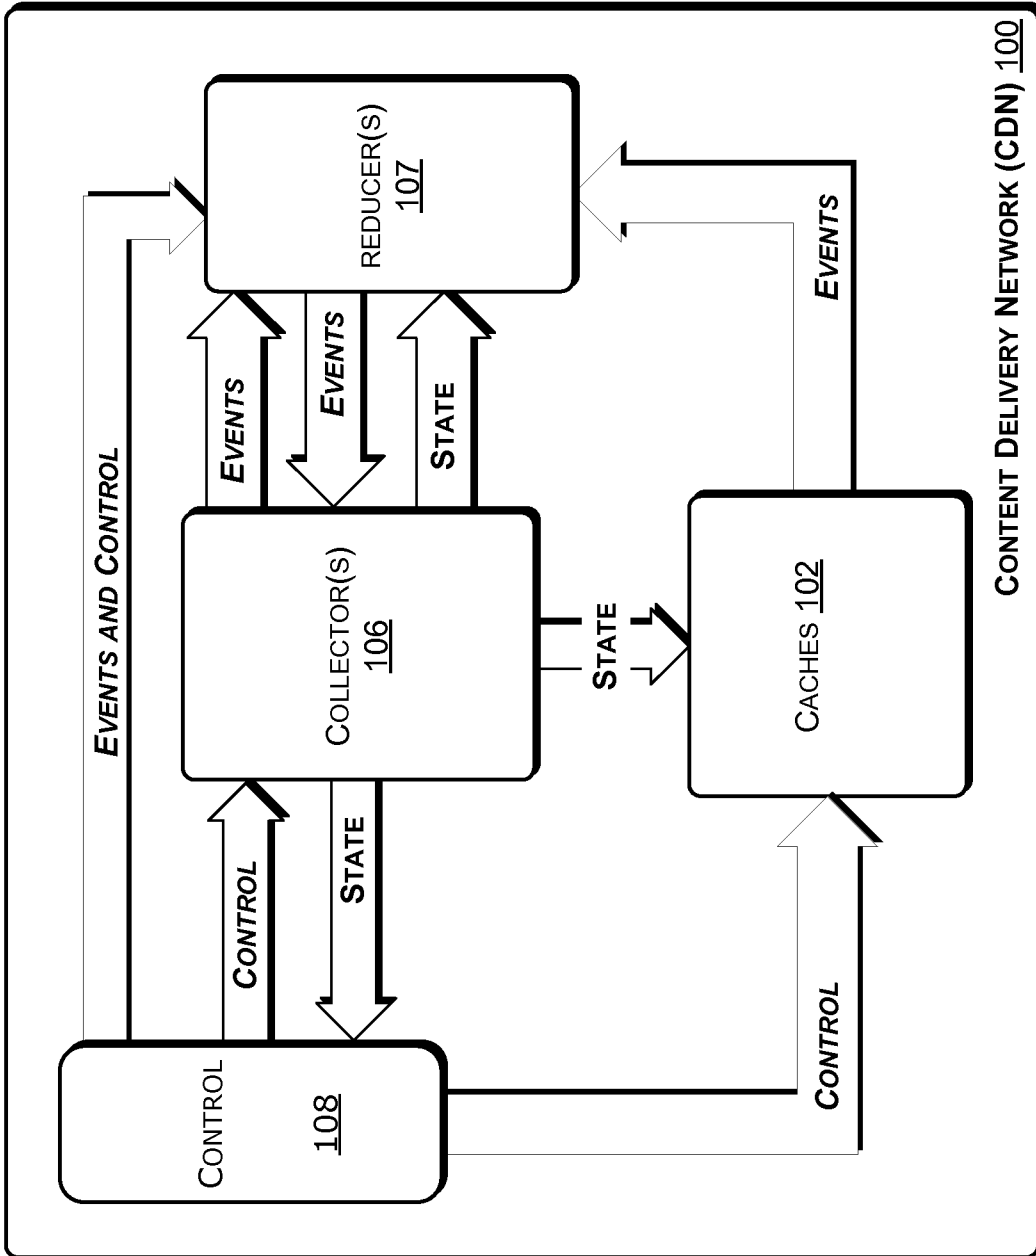 EVENTS AND CONTROL
CONTROL
108
CONTROL
STATE
COLLECTOR(S)
106
EVENTS
EVENTS
STATE
REDUCER(S)
107
STATE
CONTROL
CACHES 102
EVENTS
CONTENT DELIVERY NETWORK (CDN) 100